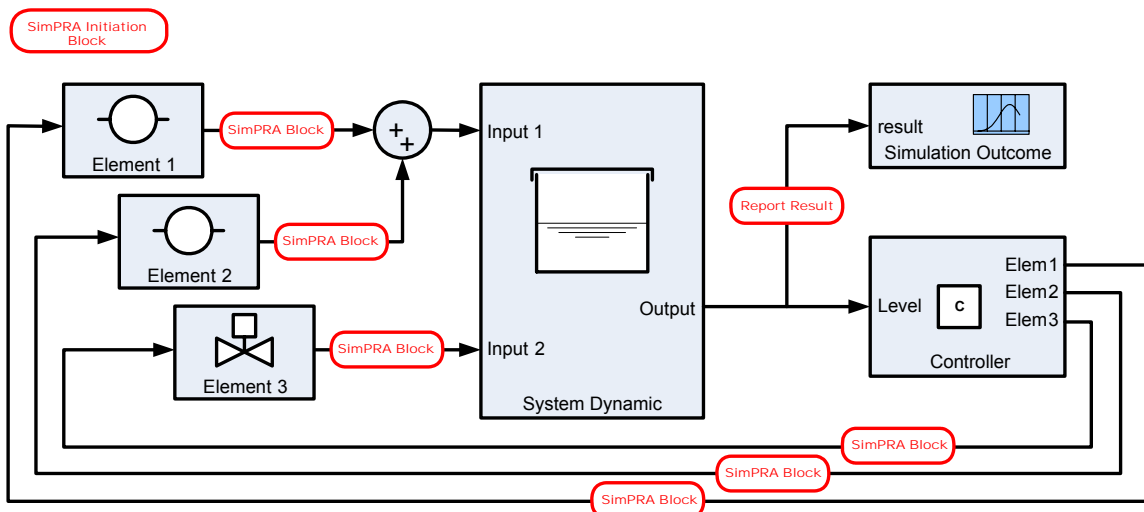 SimPRA Initiation
Block
Element 1
SimPRA Block
+
+
Input 1
result
Simulation Outcome
Element 2
SimPRA Block
Report Result
Elem1
Elem2
Elem3
Level
C
Controller
Output
Element 3
SimPRA Block
Input 2
System Dynamic
SimPRA Block
SimPRA Block
SimPRA Block